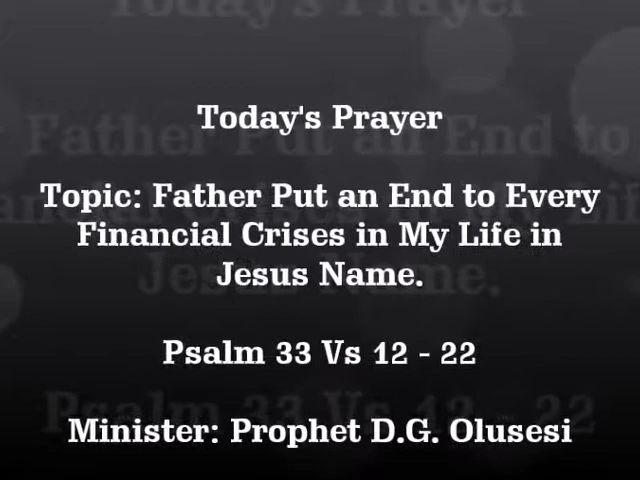 Today's Prayer
Topic: Father Put an End to Every
Financial Crises in My Life in
Jesus Name.
Psalm 33 Vs 12 - 22
Minister: Prophet D.G. Olusesi